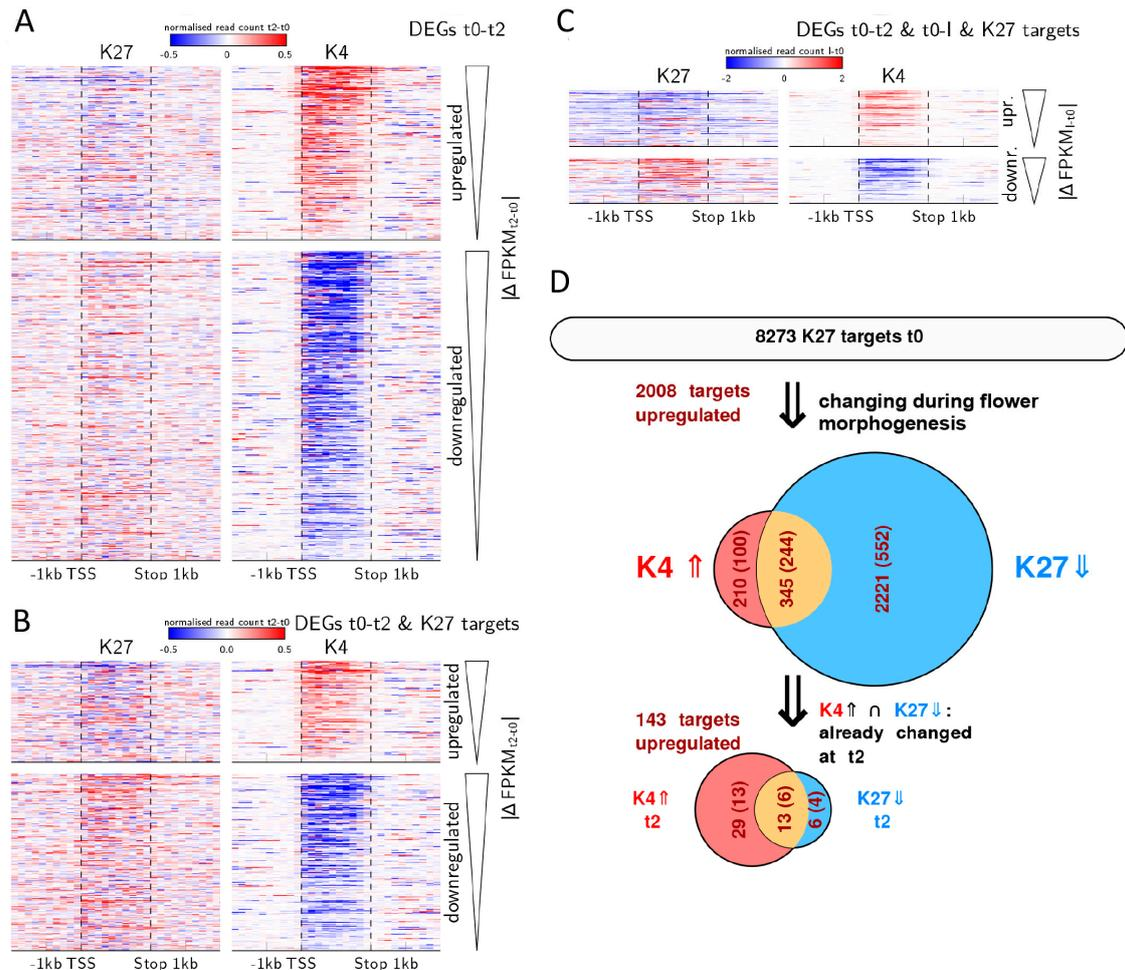 A
normalised read count t2-t0
-0.5 0 0.5
DEGs t0-t2
K27 K4
upregulated
downregulated
|Δ FPKMt2-t0|
-1kb TSS Stop 1kb -1kb TSS Stop 1kb
B
normalised read count t2-t0
-0.5 0.0 0.5
DEGs t0-t2 & K27 targets
K27 K4
upregulated
downregulated
|Δ FPKMt2-t0|
-1kb TSS Stop 1kb -1kb TSS Stop 1kb
C
DEGs t0-t2 & t0-I & K27 targets
normalised read count I-t0
-2 0 2
K27 K4
upr.
downr.
|Δ FPKMI-t0|
-1kb TSS Stop 1kb -1kb TSS Stop 1kb
D
8273 K27 targets t0
2008 targets
upregulated
⇓
changing during flower
morphogenesis
K4 ⇑
210 (100)
345 (244)
2221 (552)
K27⇓
143 targets
upregulated
⇓
K4⇑ ∩ K27⇓:
already changed
at t2
K4⇑
t2
29 (13)
13 (6)
6 (4)
K27⇓
t2